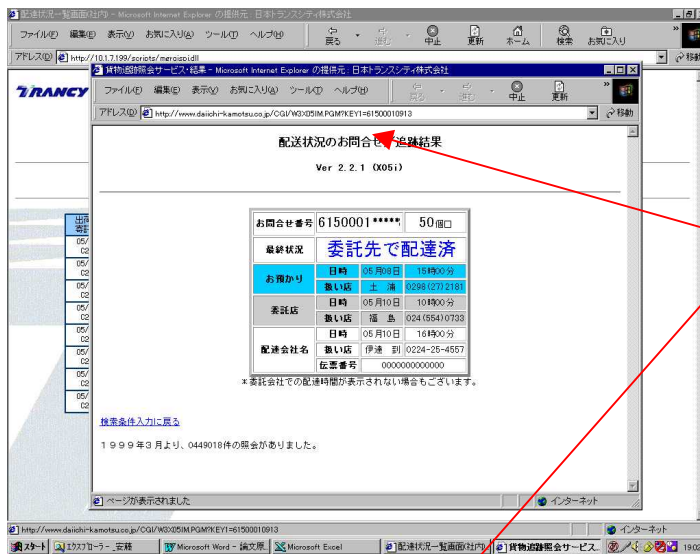 配達状況一覧画面(社内) - Microsoft Internet Explorer の提供元: 日本トランスシティ株式会社
ファイル(F) 編集(E) 表示(V) お気に入り(A) ツール(T) ヘルプ(H)
戻る 進む 中止 更新 ホーム 検索 お気に入り
アドレス(D) http://10.1.7.199/scripts/mergispi.dll 移動
貨物追跡照会サービス・結果 - Microsoft Internet Explorer の提供元: 日本トランスシティ株式会社
ファイル(F) 編集(E) 表示(V) お気に入り(A) ツール(T) ヘルプ(H)
戻る 進む 中止 更新
アドレス(D) http://www.daiichi-kamotsu.co.jp/CGI/W3X05IM.PGM?KEY1=61500010913 移動
TRANCY
配送状況のお問合せ 追跡結果
Ver 2.2.1 (X05i)
お問合せ番号 6150001***** 50個口
最終状況 委託先で配達済
お預かり 日時 05月08日 15時00分
扱い店 土 浦 0298(27)2181
委託店 日時 05月10日 10時00分
扱い店 福 島 024(554)0733
配達会社名 日時 05月10日 16時00分
扱い店 伊達 到 0224-25-4557
伝票番号 0000000000000
*委託会社での配達時間が表示されない場合もございます。
05/
C2
05/
C2
05/
C2
05/
C2
05/
C2
05/
C2
05/
C2
05/
C2
検索条件入力に戻る
1999年3月より、0449018件の照会がありました。
ページが表示されました インターネット
http://www.daiichi-kamotsu.co.jp/CGI/W3X05IM.PGM?KEY1=61500010913 インターネット
スタート エクスプローラ - _安藤 Microsoft Word - 論文原.. Microsoft Excel 配達状況一覧画面(社内).. 貨物追跡照会サービス..